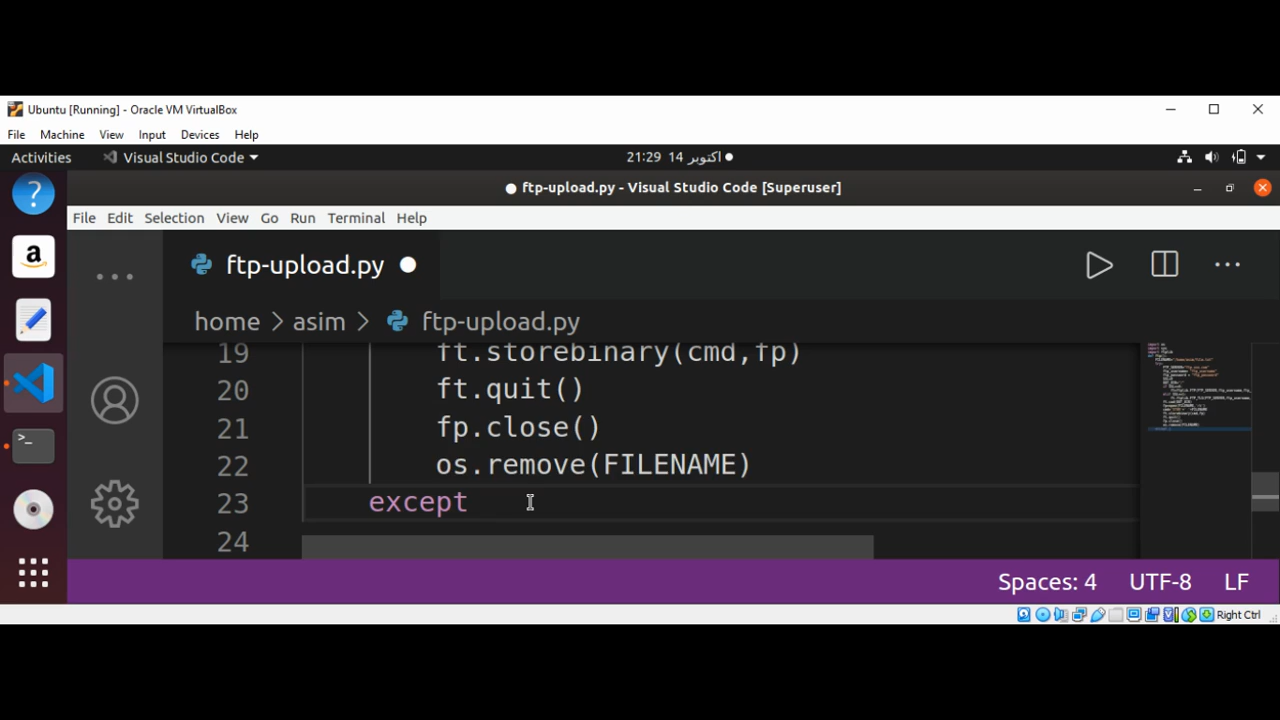 Ubuntu [Running] - Oracle VM VirtualBox
File Machine View Input Devices Help
Activities Visual Studio Code 21:29 14 اکتوبر
ftp-upload.py - Visual Studio Code [Superuser]
File Edit Selection View Go Run Terminal Help
ftp-upload.py
home > asim > ftp-upload.py
19 ft.storebinary(cmd,fp)
20 ft.quit()
21 fp.close()
22 os.remove(FILENAME)
23 except
24
Spaces: 4 UTF-8 LF
Right Ctrl